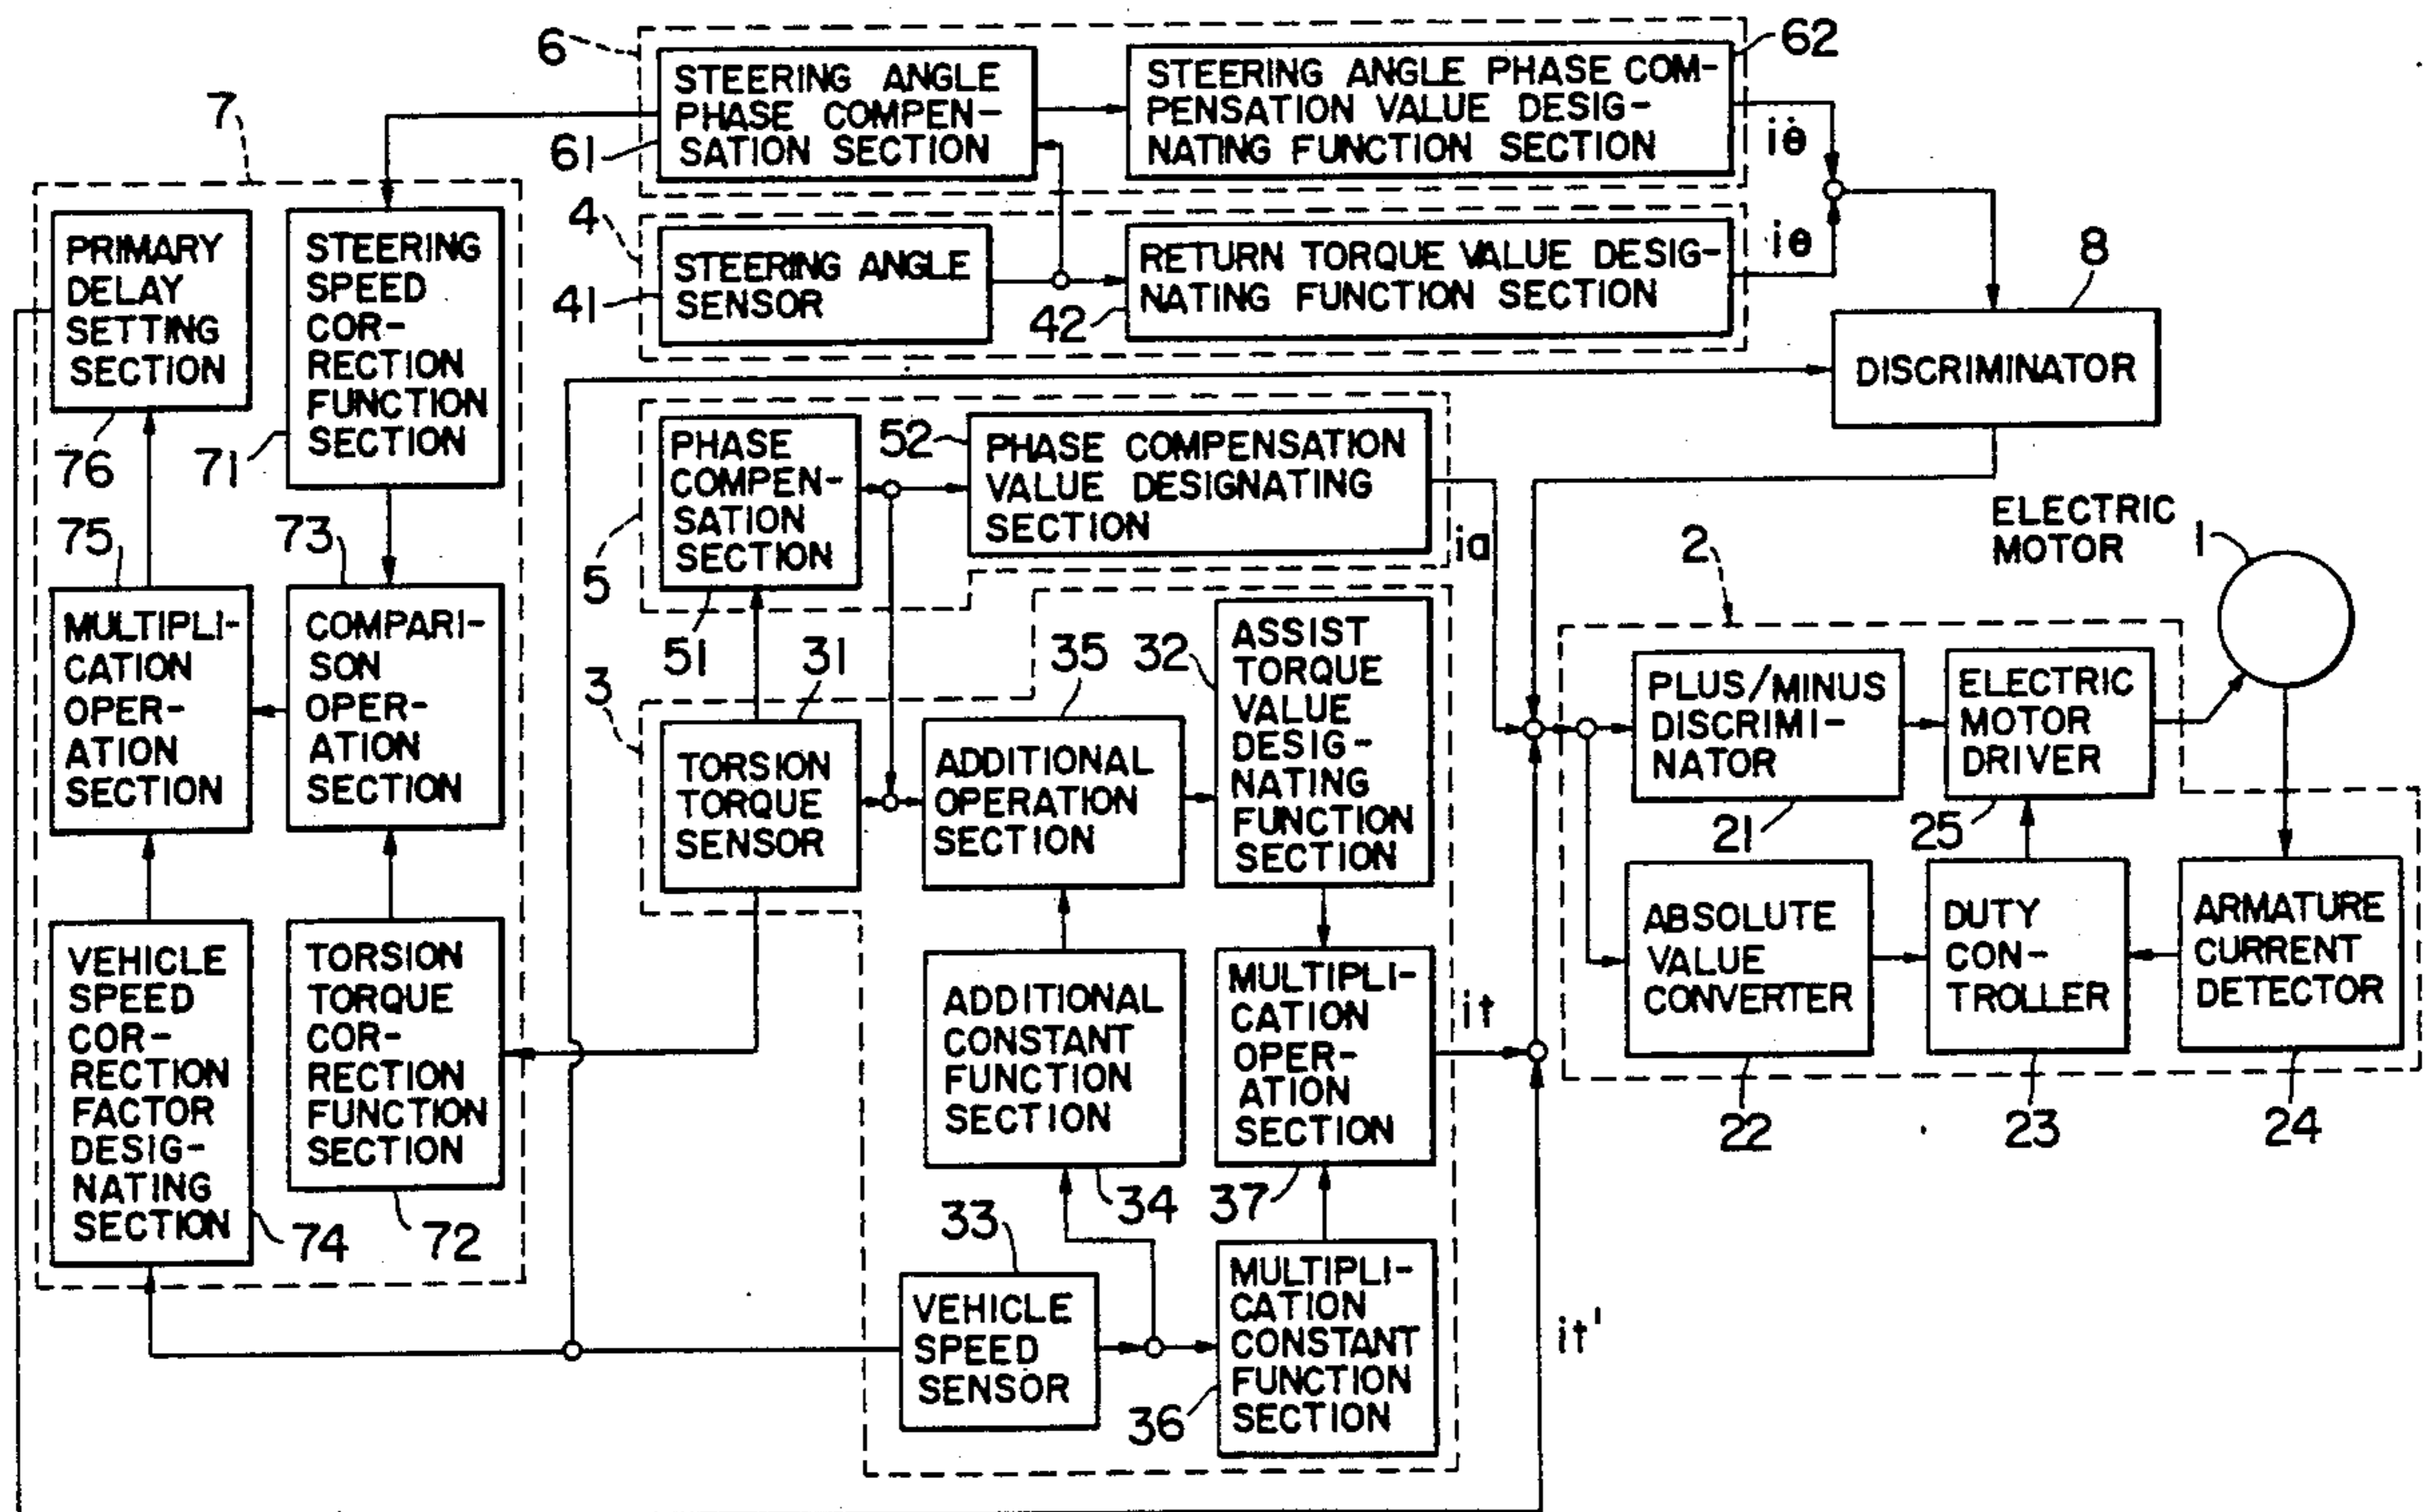 6
STEERING ANGLE
PHASE COMPEN-
SATION SECTION
61
STEERING ANGLE PHASE COM-
PENSATION VALUE DESIG-
NATING FUNCTION SECTION
62
iθ̇
7
4
STEERING ANGLE
SENSOR
41
RETURN TORQUE VALUE DESIG-
NATING FUNCTION SECTION
42
iθ
8
DISCRIMINATOR
PRIMARY
DELAY
SETTING
SECTION
76
STEERING
SPEED
COR-
RECTION
FUNCTION
SECTION
71
PHASE
COMPEN-
SATION
SECTION
5
51
52
PHASE COMPENSATION
VALUE DESIGNATING
SECTION
ia
ELECTRIC
MOTOR
1
2
75
MULTIPLI-
CATION
OPER-
ATION
SECTION
73
COMPARI-
SON
OPER-
ATION
SECTION
3
31
TORSION
TORQUE
SENSOR
35
ADDITIONAL
OPERATION
SECTION
32
ASSIST
TORQUE
VALUE
DESIG-
NATING
FUNCTION
SECTION
PLUS/MINUS
DISCRIMI-
NATOR
21
ELECTRIC
MOTOR
DRIVER
25
ABSOLUTE
VALUE
CONVERTER
22
DUTY
CON-
TROLLER
23
ARMATURE
CURRENT
DETECTOR
24
VEHICLE
SPEED
COR-
RECTION
FACTOR
DESIG-
NATING
SECTION
74
TORSION
TORQUE
COR-
RECTION
FUNCTION
SECTION
72
ADDITIONAL
CONSTANT
FUNCTION
SECTION
34
MULTIPLI-
CATION
OPER-
ATION
SECTION
37
it
33
VEHICLE
SPEED
SENSOR
MULTIPLI-
CATION
CONSTANT
FUNCTION
SECTION
36
it'